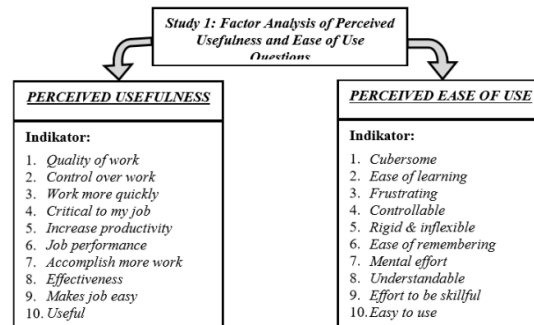 Study 1: Factor Analysis of Perceived
Usefulness and Ease of Use
Questions
PERCEIVED USEFULNESS
Indikator:
1. Quality of work
2. Control over work
3. Work more quickly
4. Critical to my job
5. Increase productivity
6. Job performance
7. Accomplish more work
8. Effectiveness
9. Makes job easy
10. Useful
PERCEIVED EASE OF USE
Indikator:
1. Cubersome
2. Ease of learning
3. Frustrating
4. Controllable
5. Rigid & inflexible
6. Ease of remembering
7. Mental effort
8. Understandable
9. Effort to be skillful
10. Easy to use